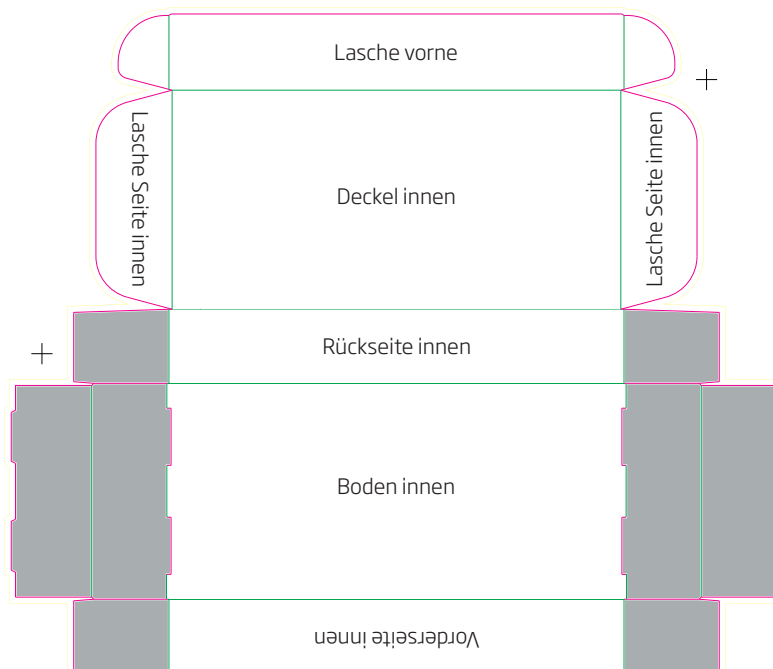 Lasche vorne
Lasche Seite innen
Deckel innen
Lasche Seite innen
Rückseite innen
Boden innen
Vorderseite innen